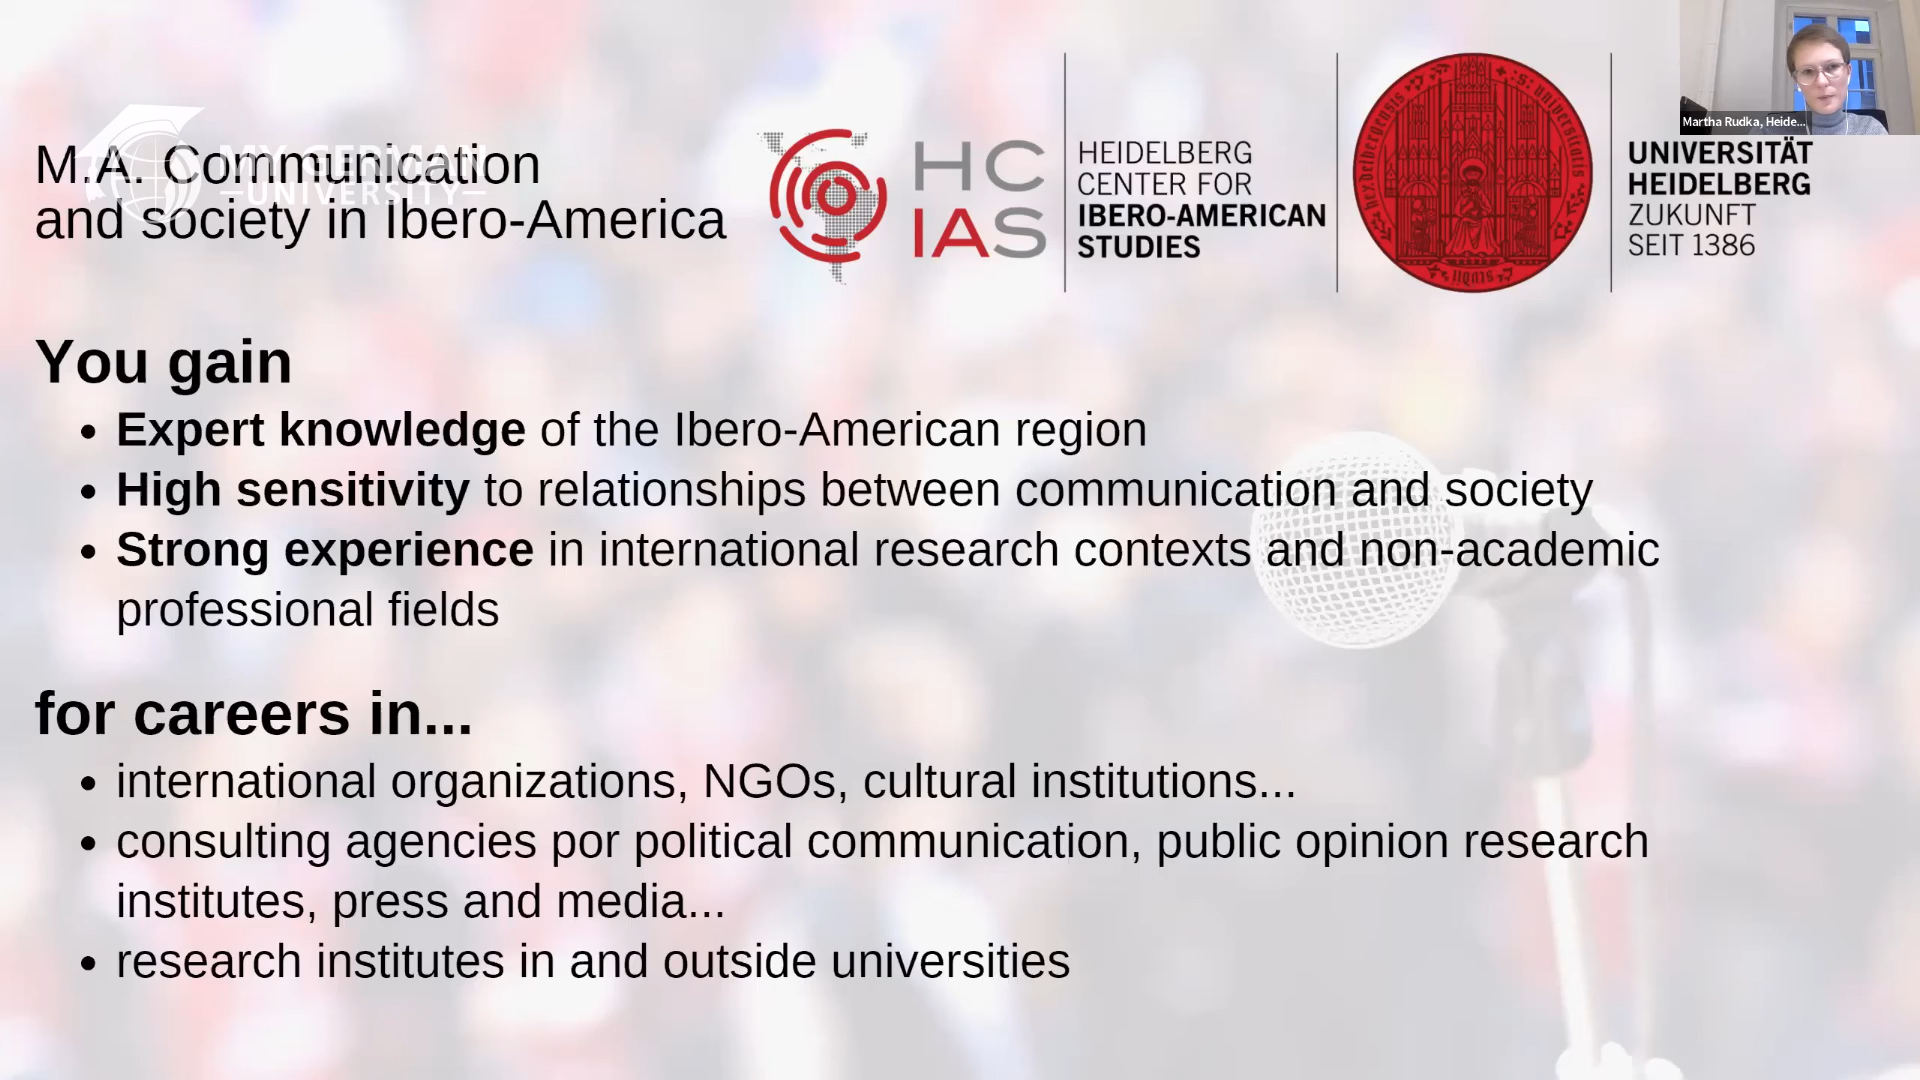 M.A. Communication
and society in Ibero-America
MY GERMAN
UNIVERSITY
HC
IAS
HEIDELBERG
CENTER FOR
IBERO-AMERICAN
STUDIES
UNIVERSITÄT
HEIDELBERG
ZUKUNFT
SEIT 1386
Martha Rudka, Heide...
You gain
• Expert knowledge of the Ibero-American region
• High sensitivity to relationships between communication and society
• Strong experience in international research contexts and non-academic
professional fields
for careers in...
• international organizations, NGOs, cultural institutions...
• consulting agencies por political communication, public opinion research
institutes, press and media...
• research institutes in and outside universities